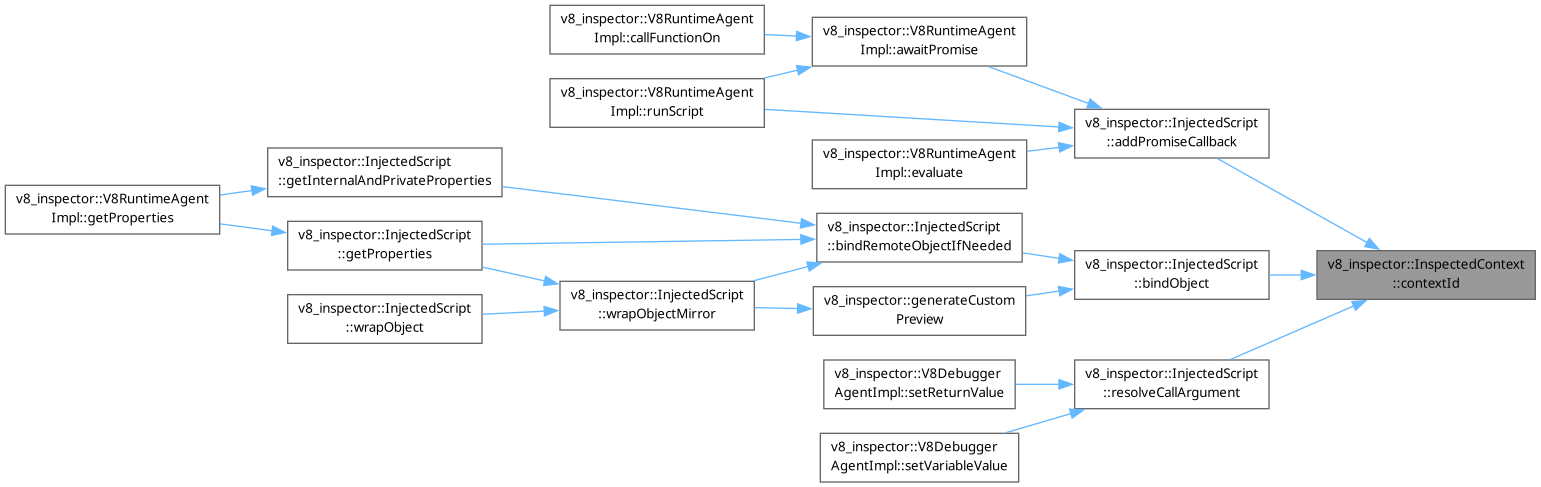 v8_inspector::V8RuntimeAgent
Impl::callFunctionOn
v8_inspector::V8RuntimeAgent
Impl::awaitPromise
v8_inspector::V8RuntimeAgent
Impl::runScript
v8_inspector::InjectedScript
::addPromiseCallback
v8_inspector::V8RuntimeAgent
Impl::evaluate
v8_inspector::InjectedScript
::getInternalAndPrivateProperties
v8_inspector::V8RuntimeAgent
Impl::getProperties
v8_inspector::InjectedScript
::getProperties
v8_inspector::InjectedScript
::bindRemoteObjectIfNeeded
v8_inspector::InjectedScript
::bindObject
v8_inspector::InspectedContext
::contextId
v8_inspector::InjectedScript
::wrapObject
v8_inspector::InjectedScript
::wrapObjectMirror
v8_inspector::generateCustom
Preview
v8_inspector::V8Debugger
AgentImpl::setReturnValue
v8_inspector::InjectedScript
::resolveCallArgument
v8_inspector::V8Debugger
AgentImpl::setVariableValue